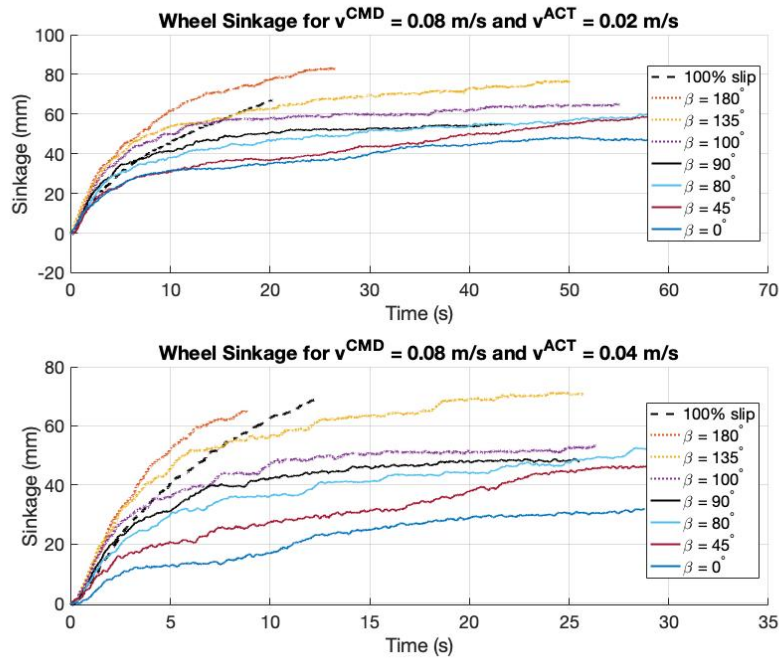 Wheel Sinkage for v^CMD = 0.08 m/s and v^ACT = 0.02 m/s
100
80
60
40
20
0
-20
Sinkage (mm)
0 10 20 30 40 50 60 70
Time (s)
100% slip
β = 180°
β = 135°
β = 100°
β = 90°
β = 80°
β = 45°
β = 0°
Wheel Sinkage for v^CMD = 0.08 m/s and v^ACT = 0.04 m/s
80
60
40
20
0
Sinkage (mm)
0 5 10 15 20 25 30 35
Time (s)
100% slip
β = 180°
β = 135°
β = 100°
β = 90°
β = 80°
β = 45°
β = 0°